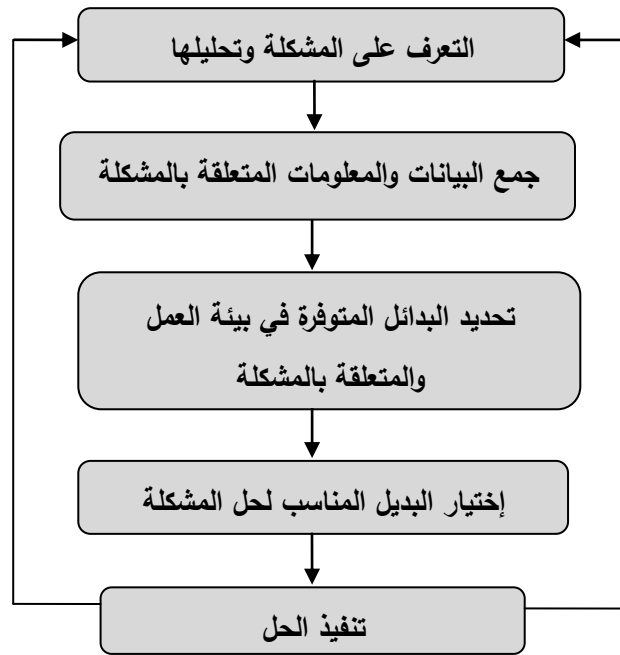 التعرف على المشكلة وتحليلها
جمع البيانات والمعلومات المتعلقة بالمشكلة
تحديد البدائل المتوفرة في بيئة العمل
والمتعلقة بالمشكلة
إختيار البديل المناسب لحل المشكلة
تنفيذ الحل